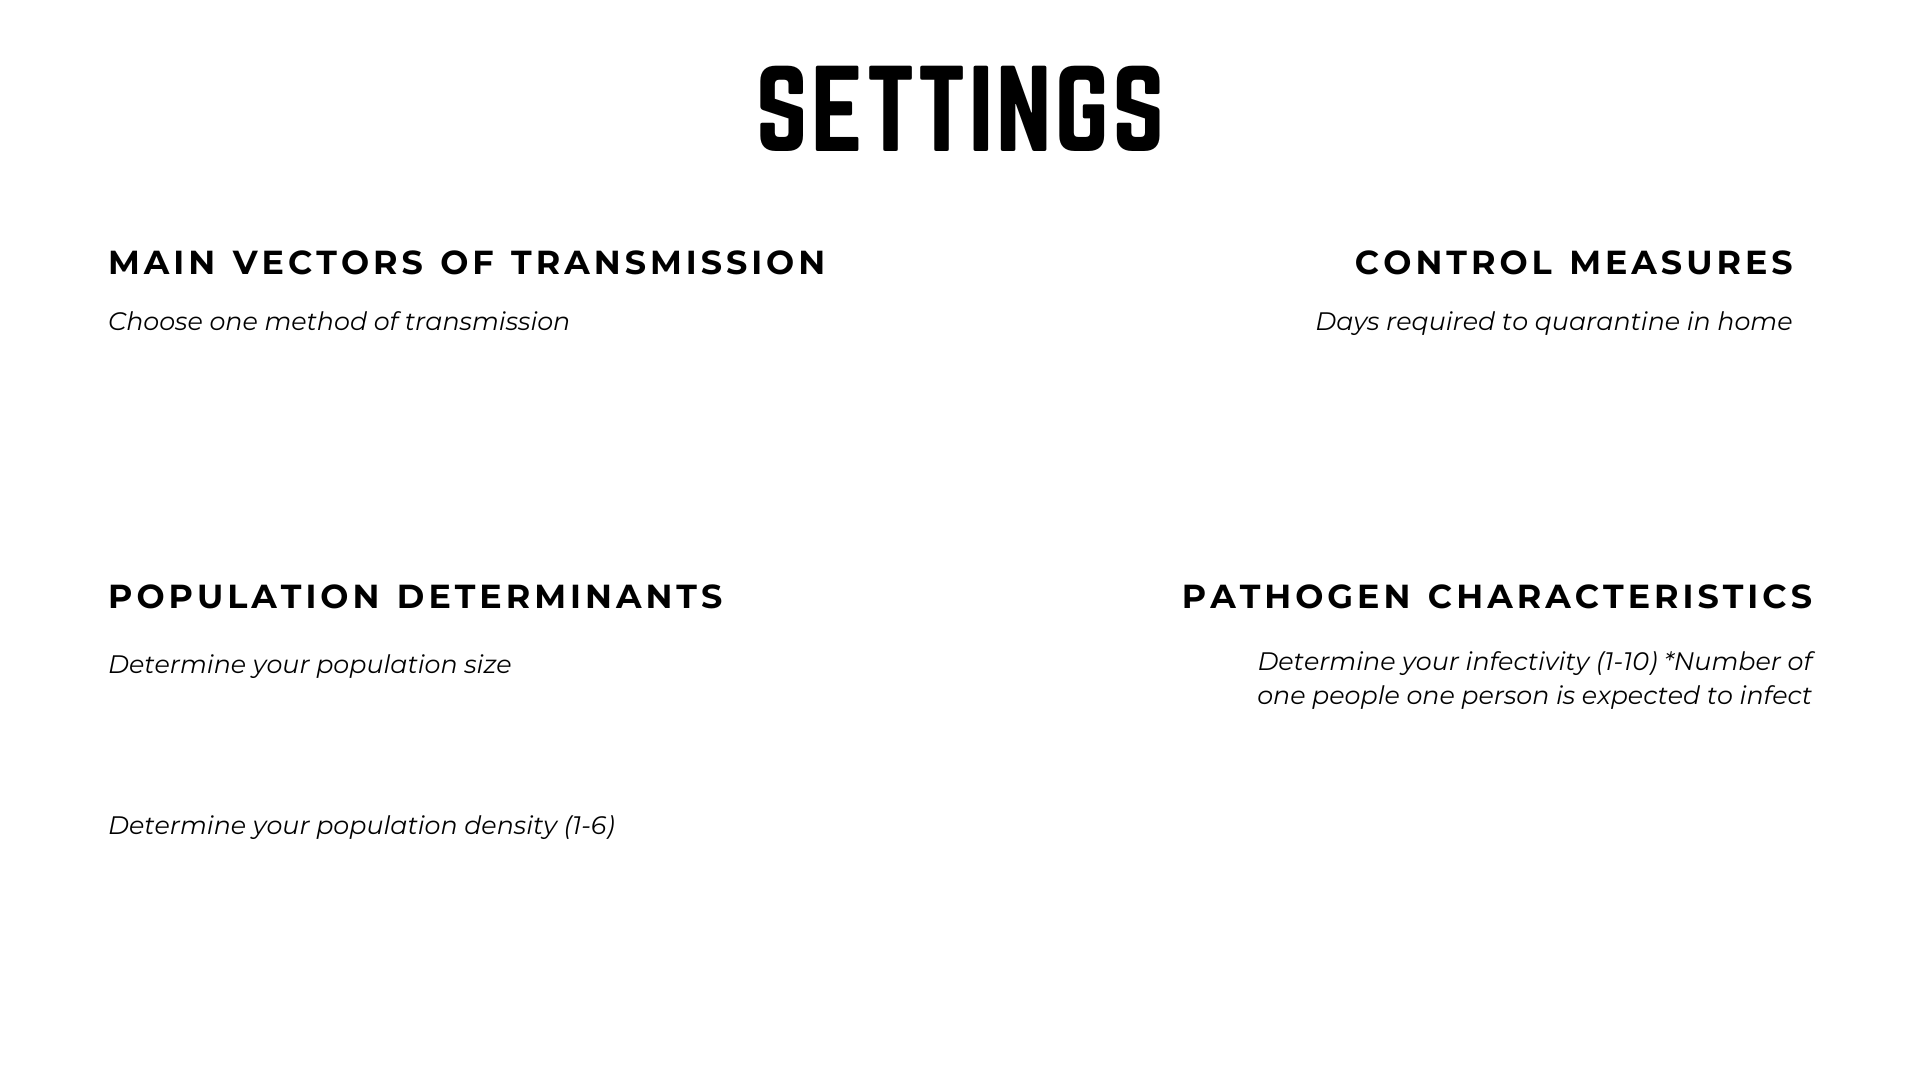 SETTINGS
MAIN VECTORS OF TRANSMISSION
Choose one method of transmission
CONTROL MEASURES
Days required to quarantine in home
POPULATION DETERMINANTS
Determine your population size
Determine your population density (1-6)
PATHOGEN CHARACTERISTICS
Determine your infectivity (1-10) *Number of
one people one person is expected to infect